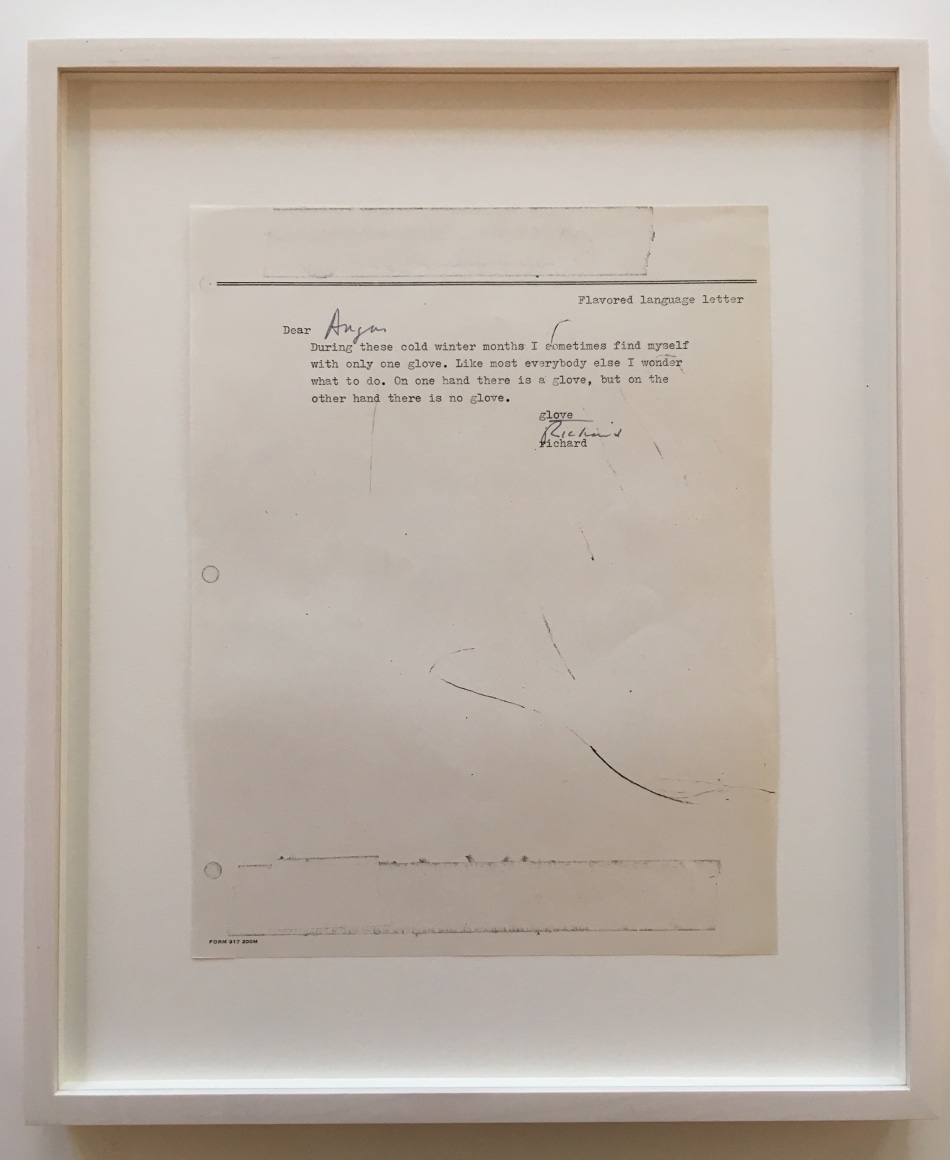 Flavored language letter
Dear Angus
During these cold winter months I sometimes find myself
with only one glove. Like most everybody else I wonder
what to do. On one hand there is a glove, but on the
other hand there is no glove.
glove
Richard
richard
FORM 217 200M